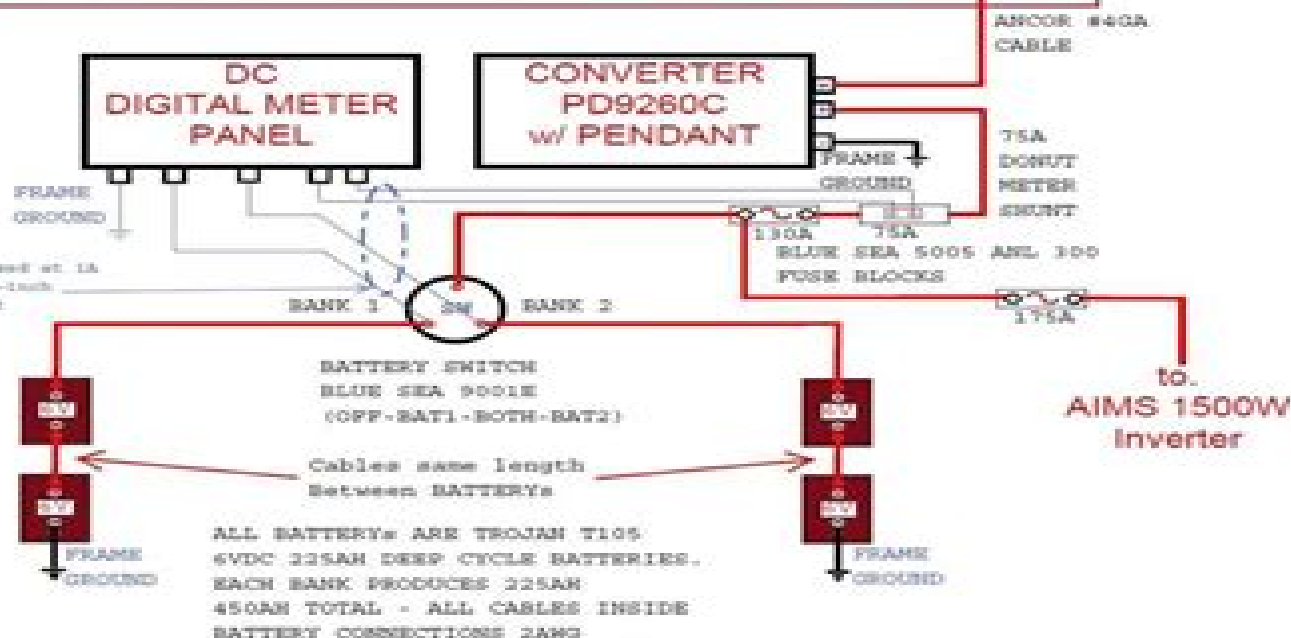 ANCOR #4GA
CABLE
DC
DIGITAL METER
PANEL
CONVERTER
PD9260C
w/ PENDANT
75A
DONUT
METER
SHUNT
FRAME
GROUND
FRAME
GROUND
130A
75A
BLUE SEA 5005 ANL 300
FUSE BLOCKS
at 1A
BANK 1
SW
BANK 2
175A
BATTERY SWITCH
BLUE SEA 9001E
(OFF-BAT1-BOTH-BAT2)
to.
AIMS 1500W
Inverter
6V
6V
Cables same length
Between BATTERYs
6V
6V
ALL BATTERYs ARE TROJAN T105
6VDC 225AH DEEP CYCLE BATTERIES.
EACH BANK PRODUCES 225AH
450AH TOTAL - ALL CABLES INSIDE
BATTERY CONNECTIONS 2AWG
FRAME
GROUND
FRAME
GROUND